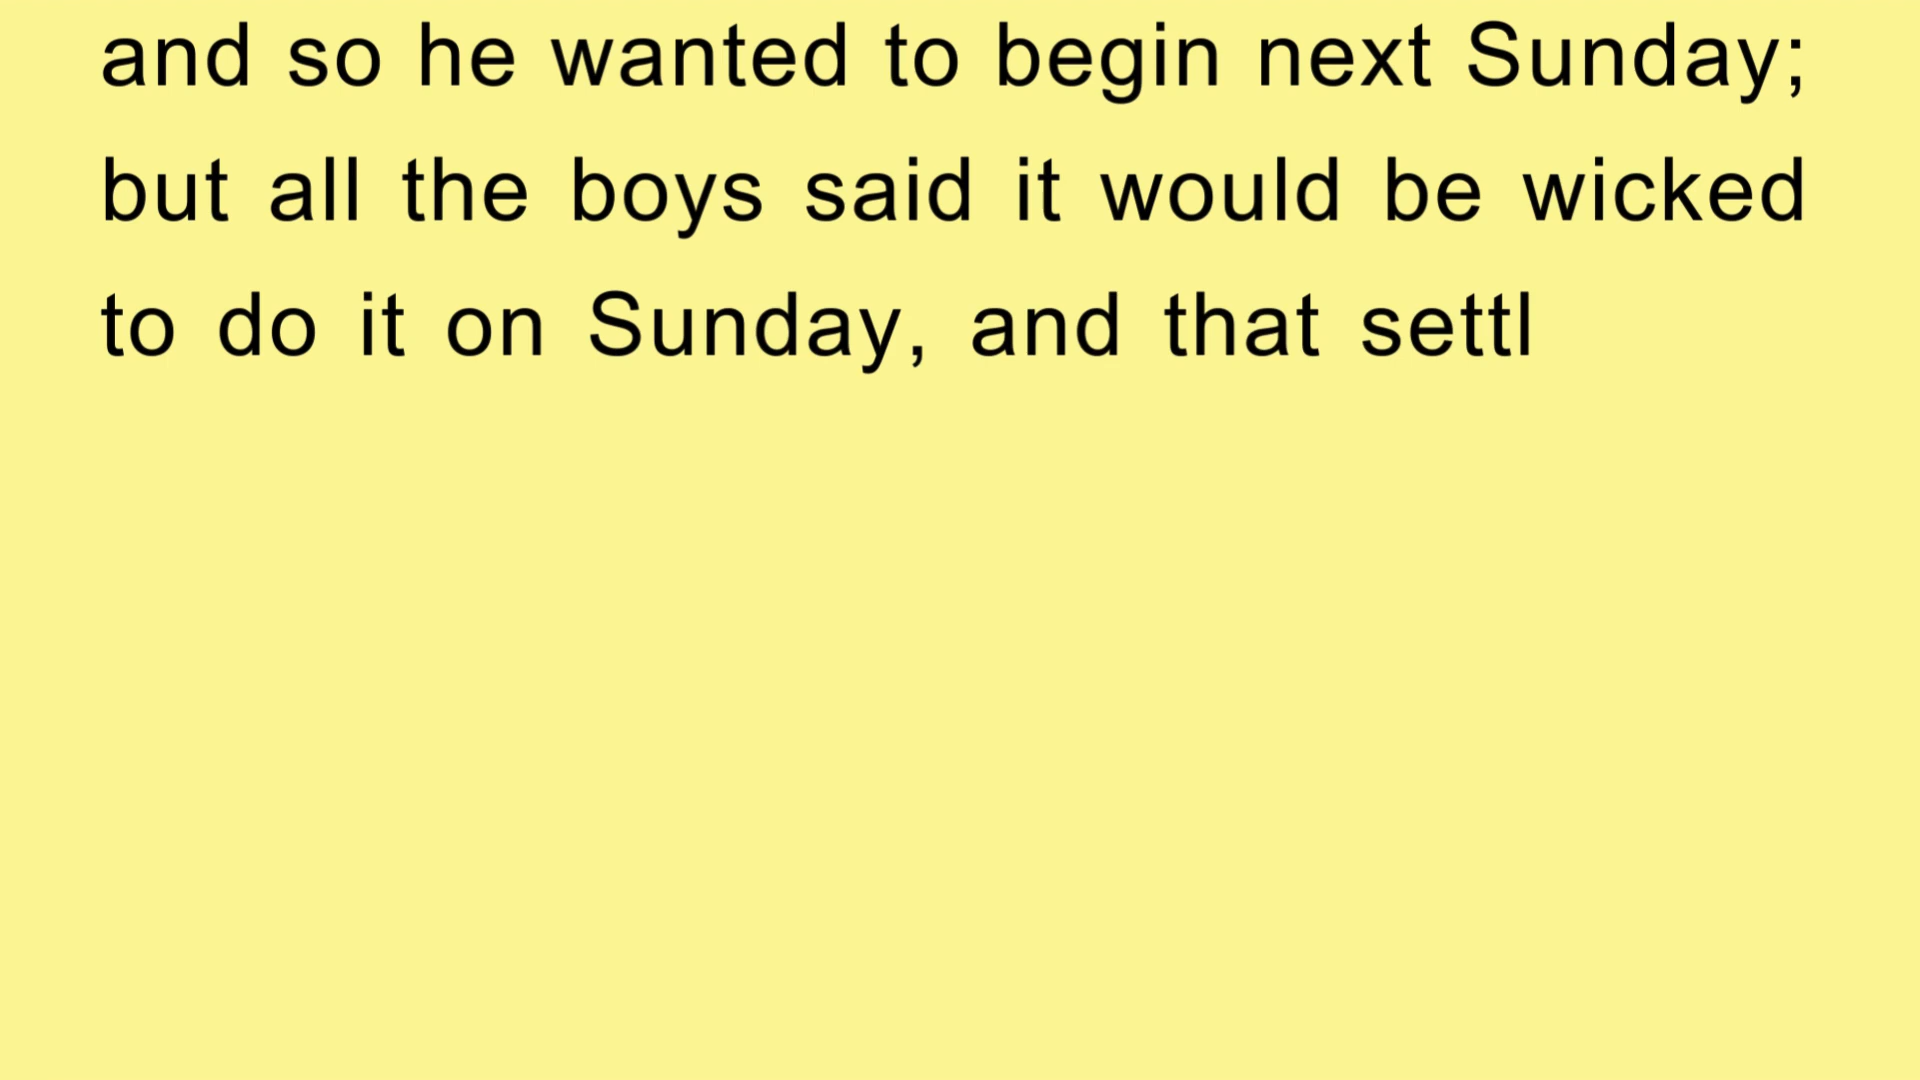 and so he wanted to begin next Sunday;
but all the boys said it would be wicked
to do it on Sunday, and that settl